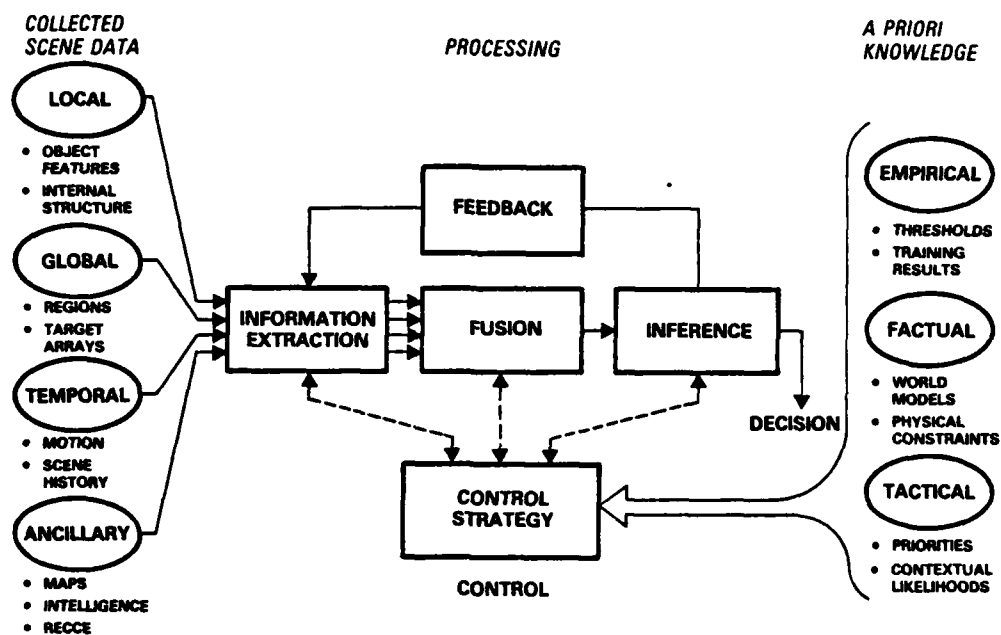 COLLECTED
SCENE DATA
LOCAL
• OBJECT
FEATURES
• INTERNAL
STRUCTURE
GLOBAL
• REGIONS
• TARGET
ARRAYS
TEMPORAL
• MOTION
• SCENE
HISTORY
ANCILLARY
• MAPS
• INTELLIGENCE
• RECCE
PROCESSING
FEEDBACK
INFORMATION
EXTRACTION
FUSION
INFERENCE
DECISION
CONTROL
STRATEGY
CONTROL
A PRIORI
KNOWLEDGE
EMPIRICAL
• THRESHOLDS
• TRAINING
RESULTS
FACTUAL
• WORLD
MODELS
• PHYSICAL
CONSTRAINTS
TACTICAL
• PRIORITIES
• CONTEXTUAL
LIKELIHOODS